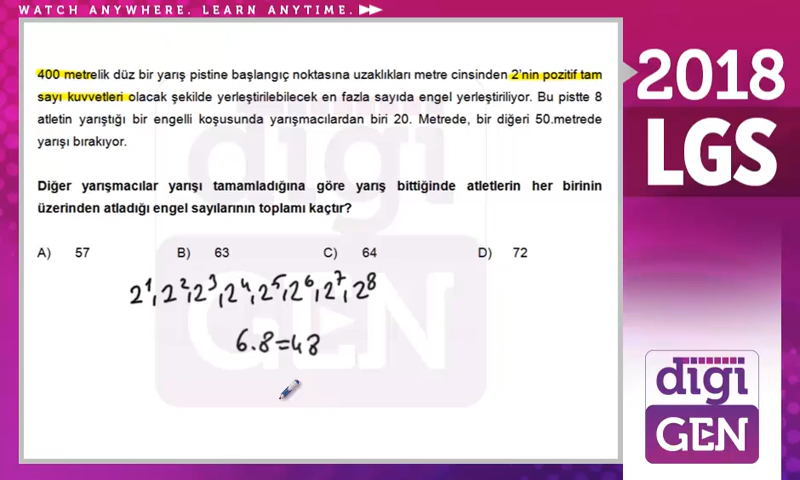 WATCH ANYWHERE. LEARN ANYTIME.
400 metrelik düz bir yarış pistine başlangıç noktasına uzaklıkları metre cinsinden 2'nin pozitif tam
sayı kuvvetleri olacak şekilde yerleştirilebilecek en fazla sayıda engel yerleştiriliyor. Bu pistte 8
atletin yarıştığı bir engelli koşusunda yarışmacılardan biri 20. Metrede, bir diğeri 50.metrede
yarışı bırakıyor.
Diğer yarışmacılar yarışı tamamladığına göre yarış bittiğinde atletlerin her birinin
üzerinden atladığı engel sayılarının toplamı kaçtır?
A) 57 B) 63 C) 64 D) 72
2¹, 2², 2³, 2⁴, 2⁵, 2⁶, 2⁷, 2⁸
6.8=48
2018
LGS
digi
GEN
digi
GEN